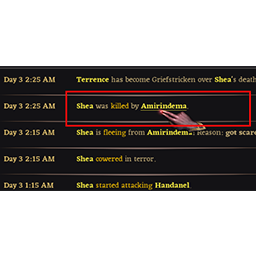 Day 3 2:25 AM Terrence has become Griefstricken over Shea's death
Day 3 2:25 AM Shea was killed by Amirindema.
Day 3 2:15 AM Shea is fleeing from Amirindema. Reason: got scare
Day 3 2:15 AM Shea cowered in terror.
Day 3 1:15 AM Shea started attacking Handanel